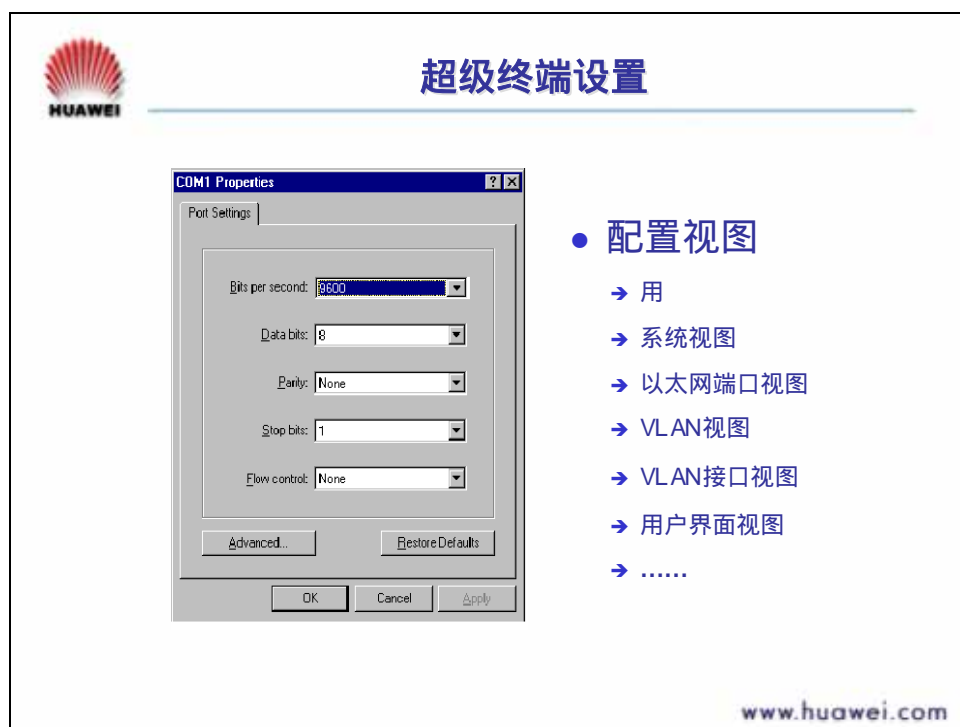 HUAWEI
超级终端设置
COM1 Properties
Port Settings
Bits per second: 9600
Data bits: 8
Parity: None
Stop bits: 1
Flow control: None
Advanced...
Restore Defaults
OK
Cancel
Apply
配置视图
用
系统视图
以太网端口视图
VLAN视图
VLAN接口视图
用户界面视图
......
www.huawei.com